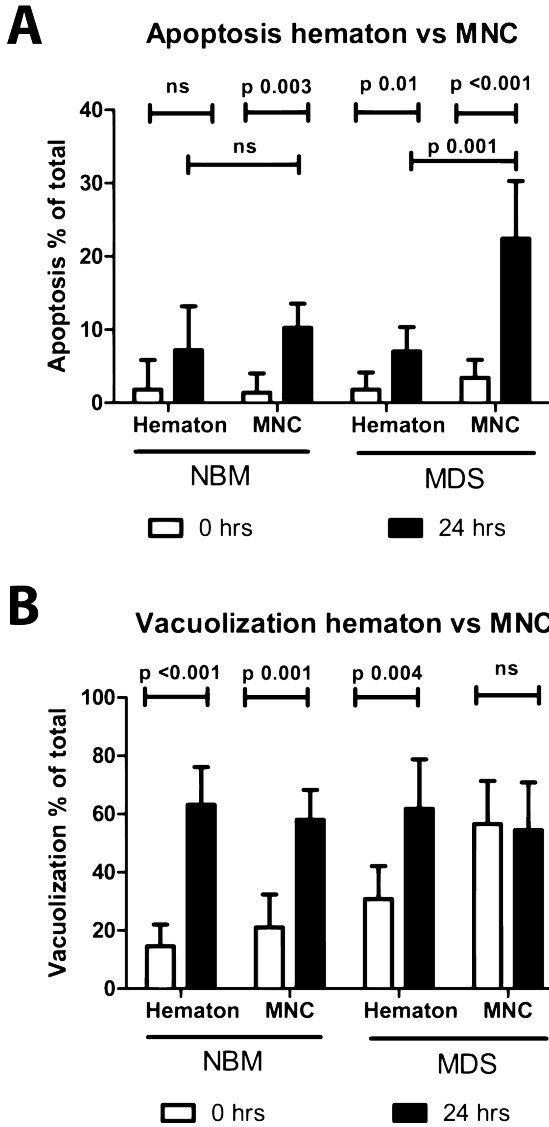 A
Apoptosis hematon vs MNC
ns
p 0.003
p 0.01
p <0.001
ns
p 0.001
Apoptosis % of total
40
30
20
10
0
Hematon MNC Hematon MNC
NBM MDS
0 hrs 24 hrs
B
Vacuolization hematon vs MNC
p <0.001
p 0.001
p 0.004
ns
Vacuolization % of total
100
80
60
40
20
0
Hematon MNC Hematon MNC
NBM MDS
0 hrs 24 hrs